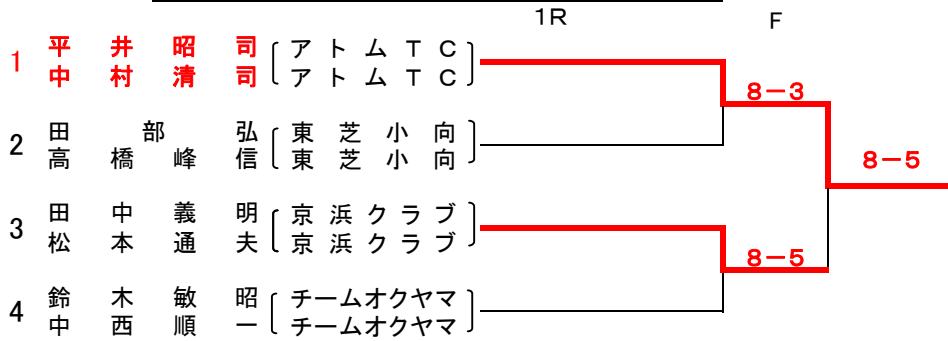 1R F
1 平井昭司 [アトムTC]
中村清司 [アトムTC]
8－3
2 田部弘 [東芝小向]
高橋峰信 [東芝小向]
8－5
3 田中義明 [京浜クラブ]
松本通夫 [京浜クラブ]
8－5
4 鈴木敏昭 [チームオクヤマ]
中西順一 [チームオクヤマ]